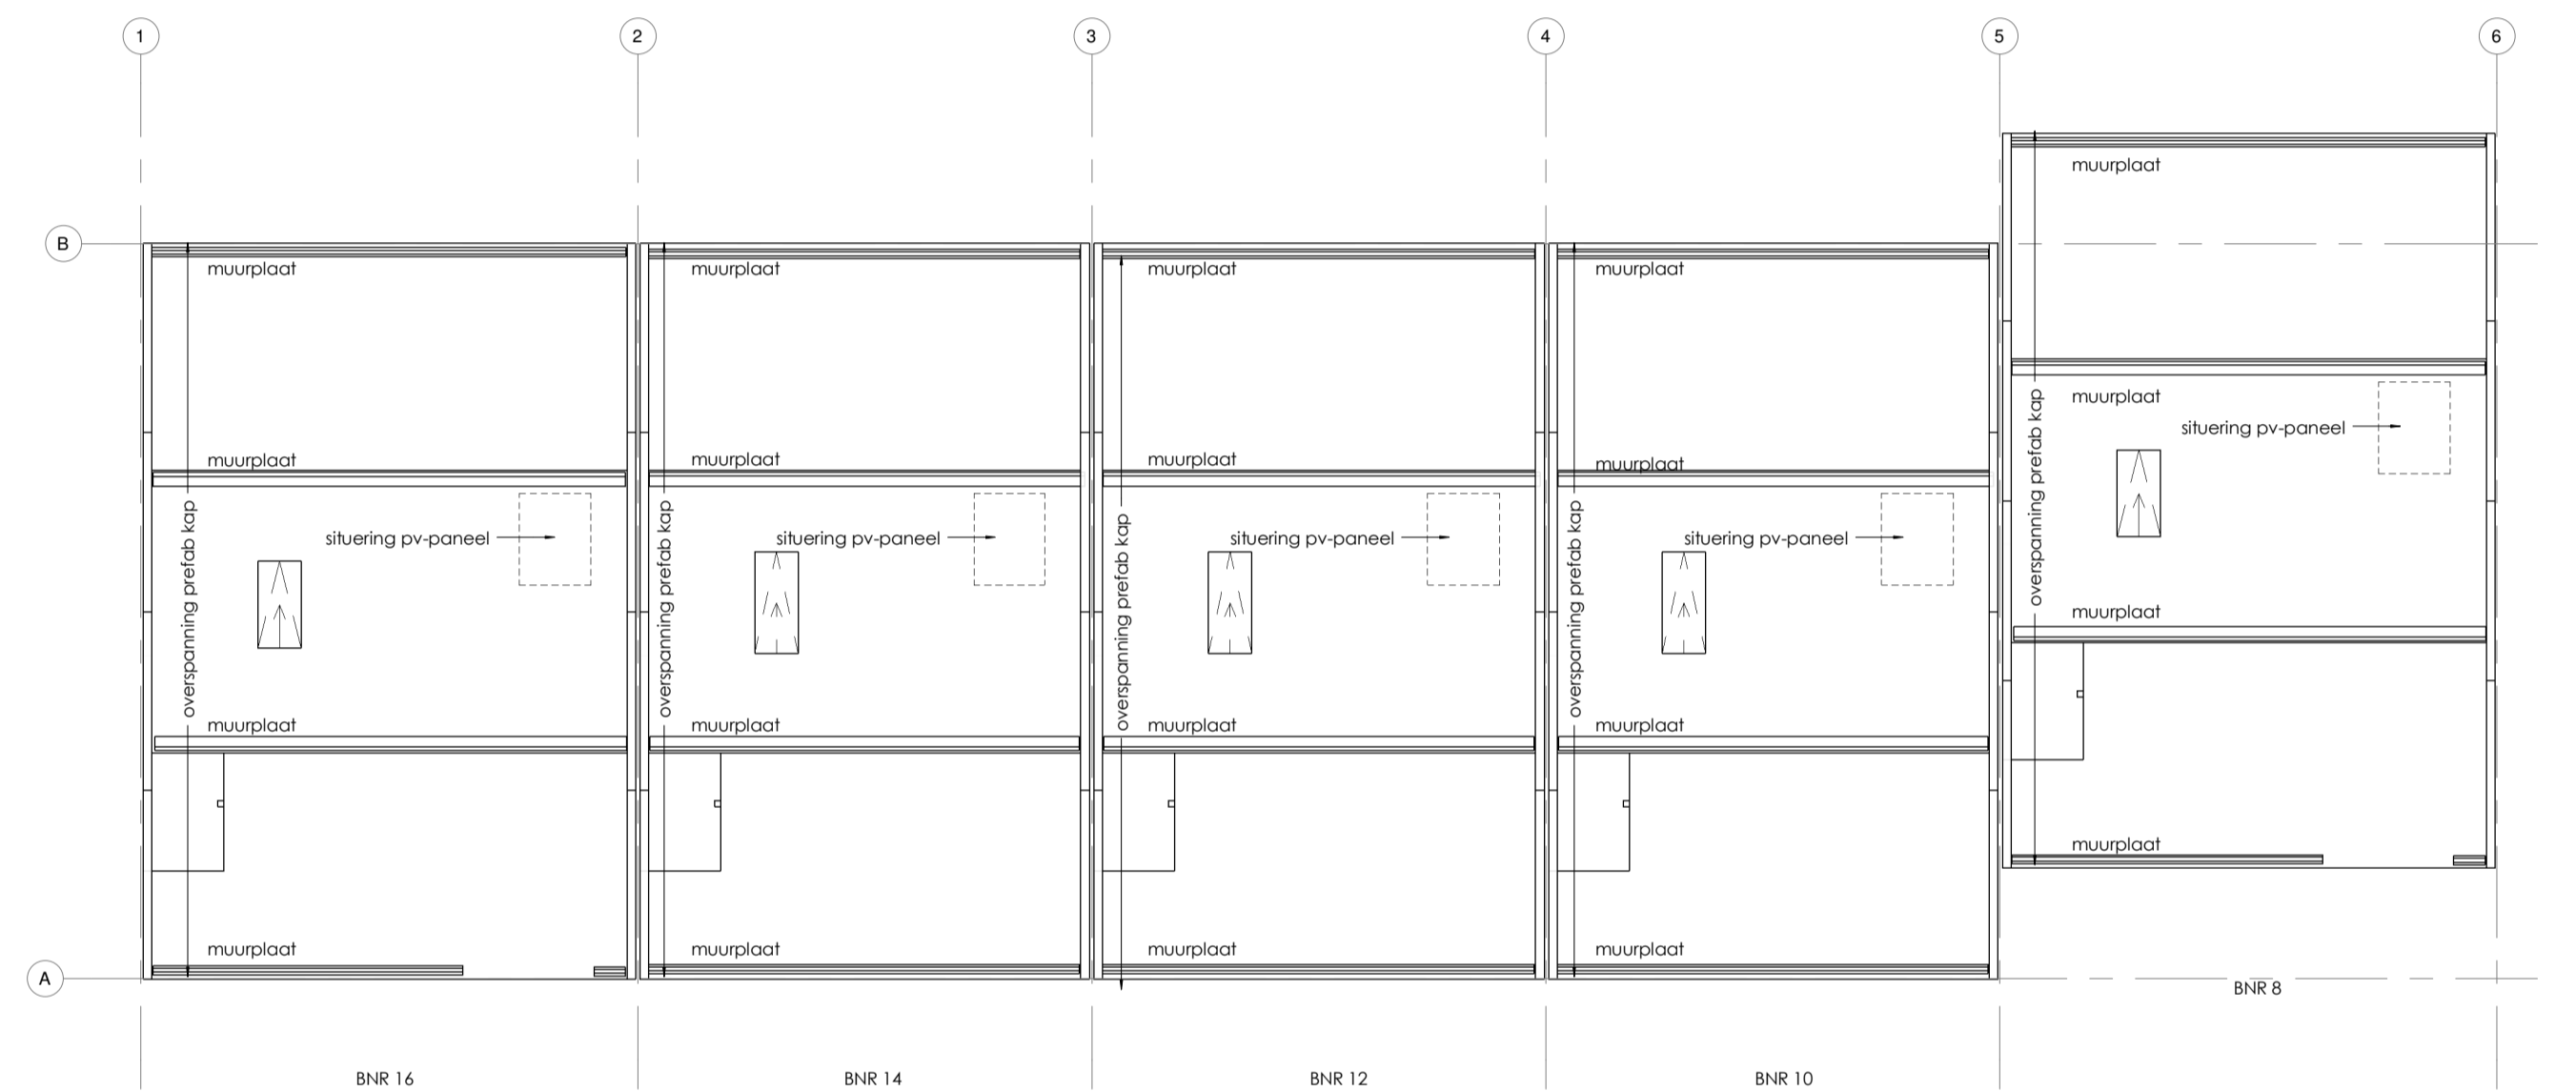 1
2
3
4
5
6
muurplaat
B
muurplaat
muurplaat
muurplaat
muurplaat
muurplaat
situering pv-paneel
muurplaat
muurplaat
muurplaat
muurplaat
overspanning prefab kap
overspanning prefab kap
overspanning prefab kap
overspanning prefab kap
overspanning prefab kap
situering pv-paneel
situering pv-paneel
situering pv-paneel
situering pv-paneel
muurplaat
muurplaat
muurplaat
muurplaat
muurplaat
muurplaat
muurplaat
muurplaat
muurplaat
muurplaat
A
BNR 8
BNR 16
BNR 14
BNR 12
BNR 10